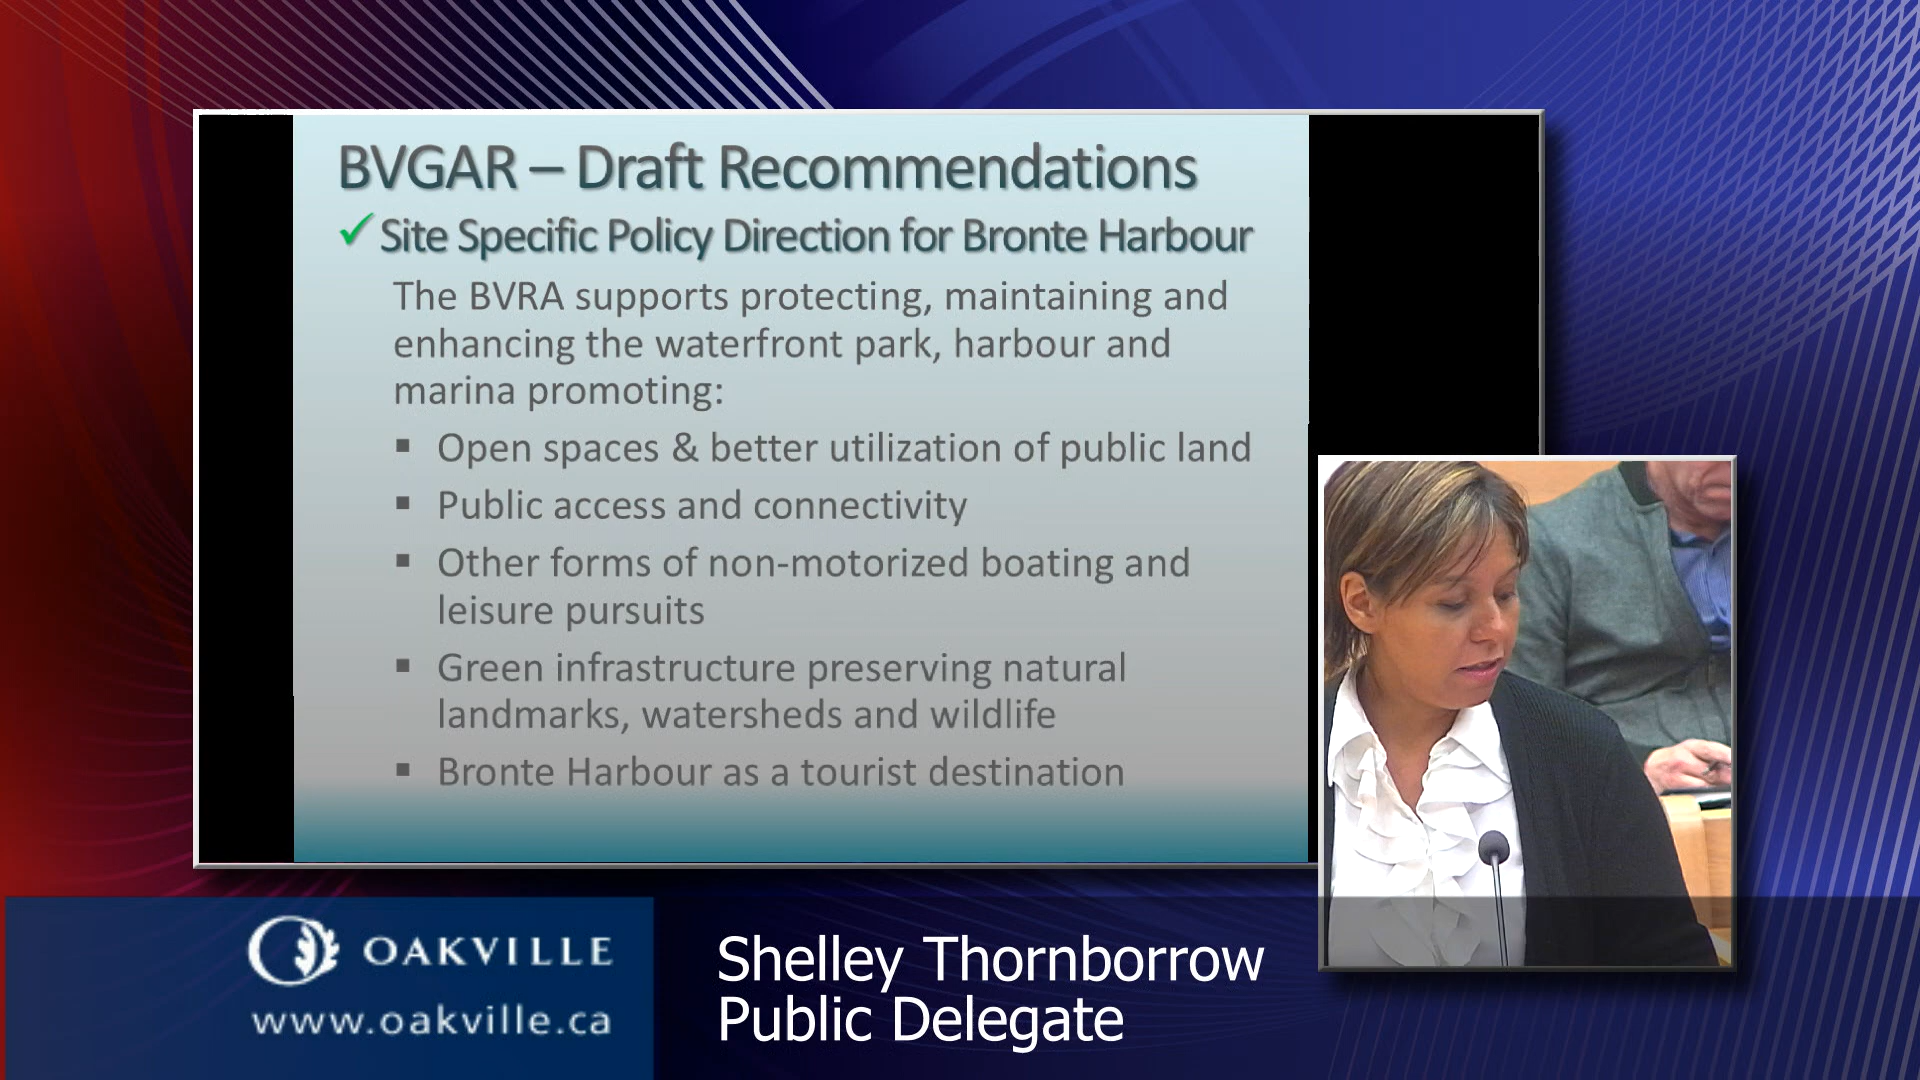 BVGAR – Draft Recommendations
✓ Site Specific Policy Direction for Bronte Harbour
The BVRA supports protecting, maintaining and
enhancing the waterfront park, harbour and
marina promoting:
▪ Open spaces & better utilization of public land
▪ Public access and connectivity
▪ Other forms of non-motorized boating and
leisure pursuits
▪ Green infrastructure preserving natural
landmarks, watersheds and wildlife
▪ Bronte Harbour as a tourist destination
OAKVILLE
www.oakville.ca
Shelley Thornborrow
Public Delegate